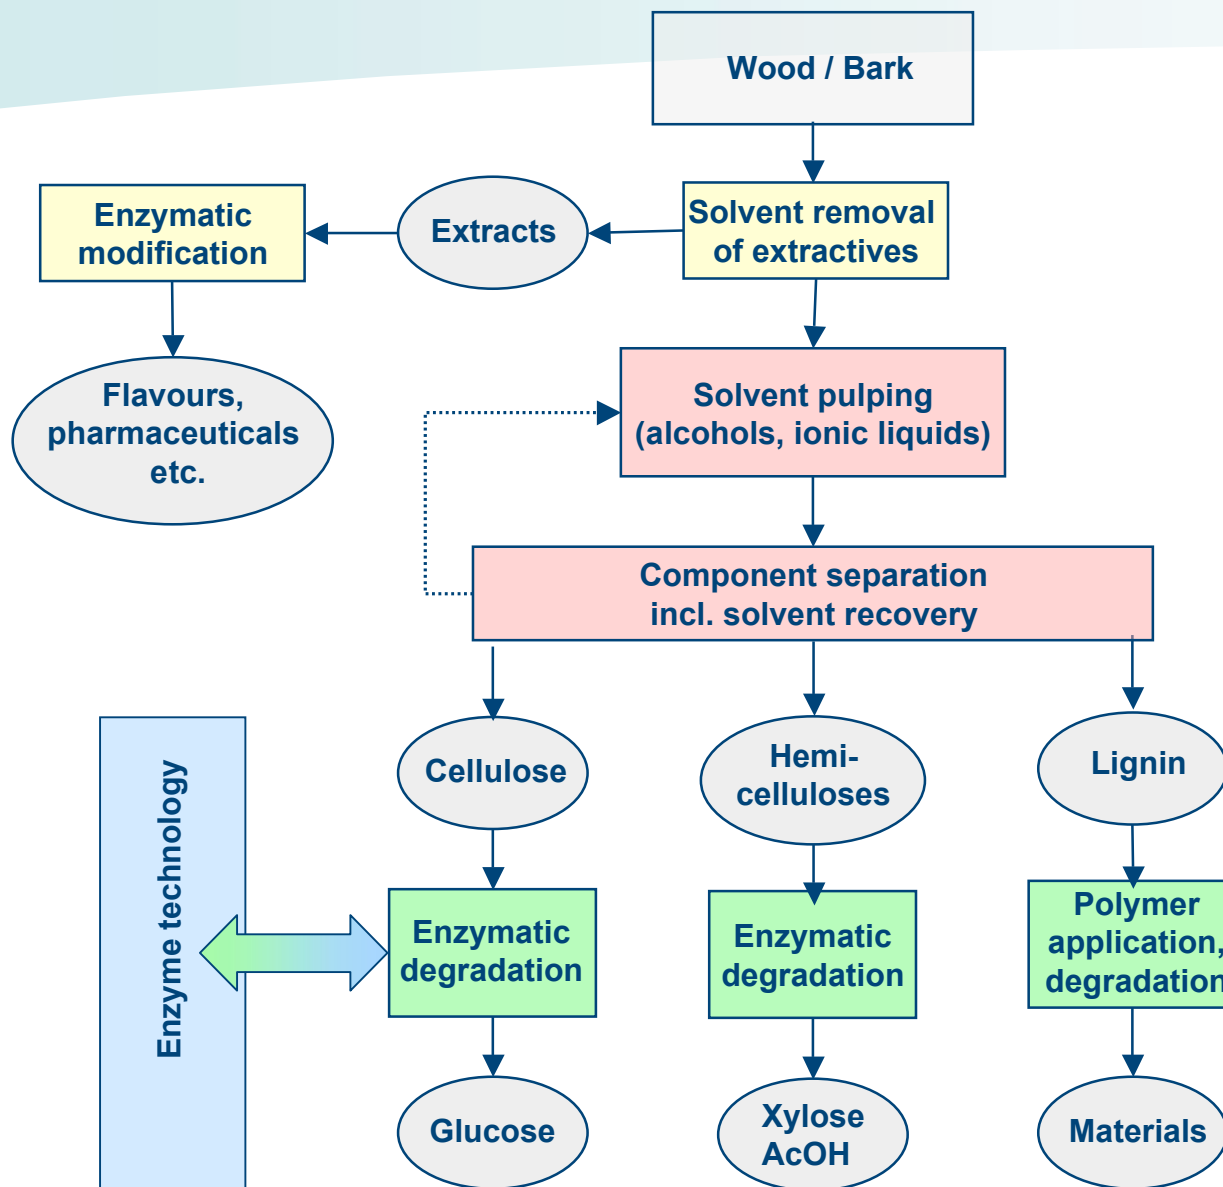 Wood / Bark
Enzymatic
modification
Extracts
Solvent removal
of extractives
Flavours,
pharmaceuticals
etc.
Solvent pulping
(alcohols, ionic liquids)
Component separation
incl. solvent recovery
Enzyme technology
Cellulose
Hemi-
celluloses
Lignin
Enzymatic
degradation
Enzymatic
degradation
Polymer
application,
degradation
Glucose
Xylose
AcOH
Materials